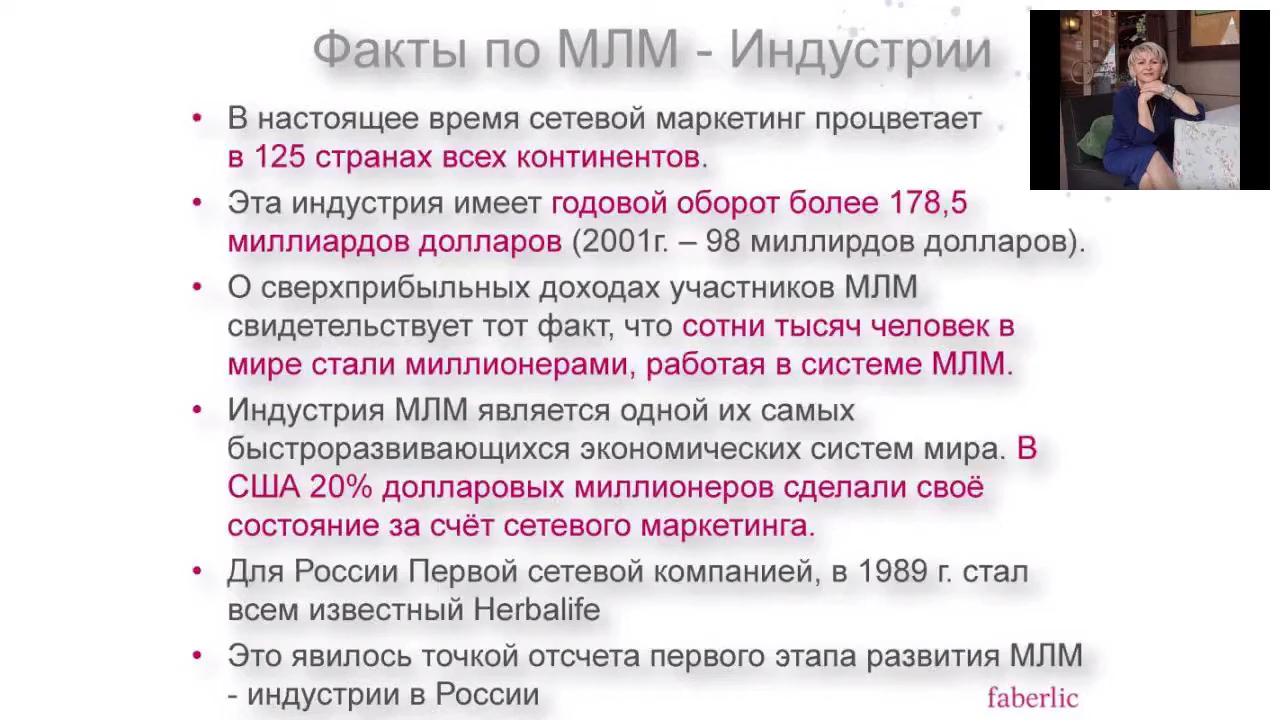 Факты по МЛМ - Индустрии
• В настоящее время сетевой маркетинг процветает
в 125 странах всех континентов.
• Эта индустрия имеет годовой оборот более 178,5
миллиардов долларов (2001г. – 98 миллирдов долларов).
• О сверхприбыльных доходах участников МЛМ
свидетельствует тот факт, что сотни тысяч человек в
мире стали миллионерами, работая в системе МЛМ.
• Индустрия МЛМ является одной их самых
быстроразвивающихся экономических систем мира. В
США 20% долларовых миллионеров сделали своё
состояние за счёт сетевого маркетинга.
• Для России Первой сетевой компанией, в 1989 г. стал
всем известный Herbalife
• Это явилось точкой отсчета первого этапа развития МЛМ
- индустрии в России
faberlic